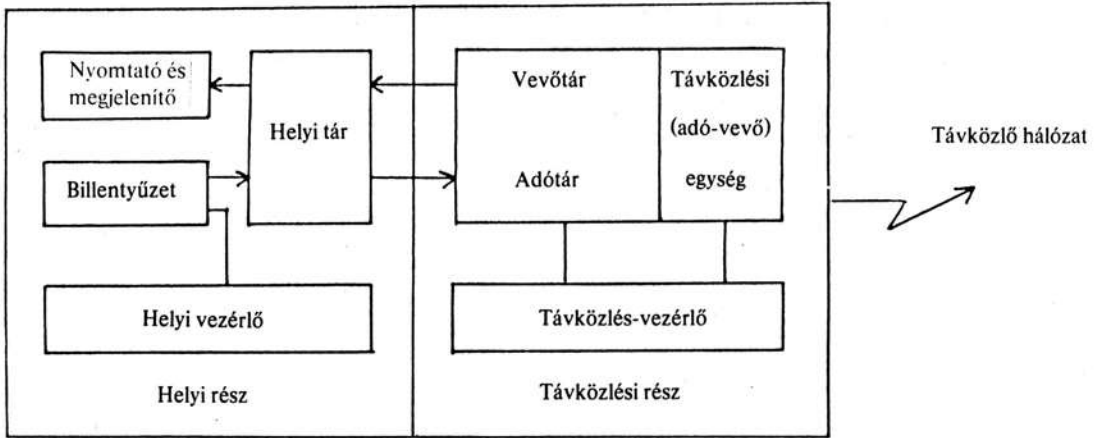 Nyomtató és
megjelenítő
Billentyűzet
Helyi tár
Helyi vezérlő
Helyi rész
Vevőtár
Adótár
Távközlési
(adó-vevő)
egység
Távközlés-vezérlő
Távközlési rész
Távközlő hálózat